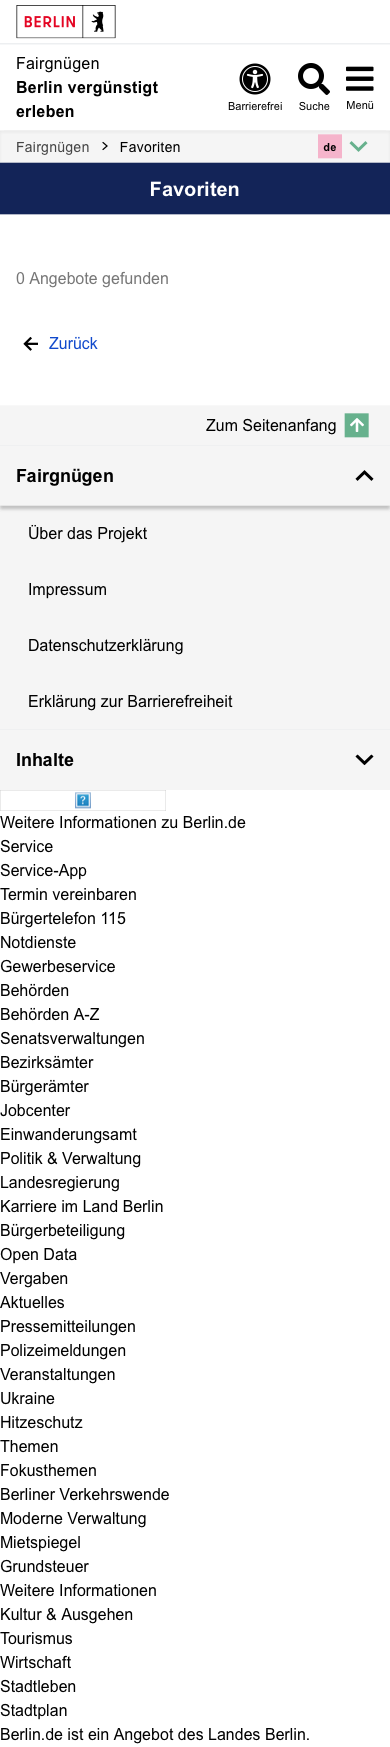 BERLIN
Fairgnügen
Berlin vergünstigt
erleben
Barrierefrei
Suche
Menü
Fairgnügen > Favoriten
de
Favoriten
0 Angebote gefunden
Zurück
Zum Seitenanfang
Fairgnügen
Über das Projekt
Impressum
Datenschutzerklärung
Erklärung zur Barrierefreiheit
Inhalte
Weitere Informationen zu Berlin.de
Service
Service-App
Termin vereinbaren
Bürgertelefon 115
Notdienste
Gewerbeservice
Behörden
Behörden A-Z
Senatsverwaltungen
Bezirksämter
Bürgerämter
Jobcenter
Einwanderungsamt
Politik & Verwaltung
Landesregierung
Karriere im Land Berlin
Bürgerbeteiligung
Open Data
Vergaben
Aktuelles
Pressemitteilungen
Polizeimeldungen
Veranstaltungen
Ukraine
Hitzeschutz
Themen
Fokusthemen
Berliner Verkehrswende
Moderne Verwaltung
Mietspiegel
Grundsteuer
Weitere Informationen
Kultur & Ausgehen
Tourismus
Wirtschaft
Stadtleben
Stadtplan
Berlin.de ist ein Angebot des Landes Berlin.